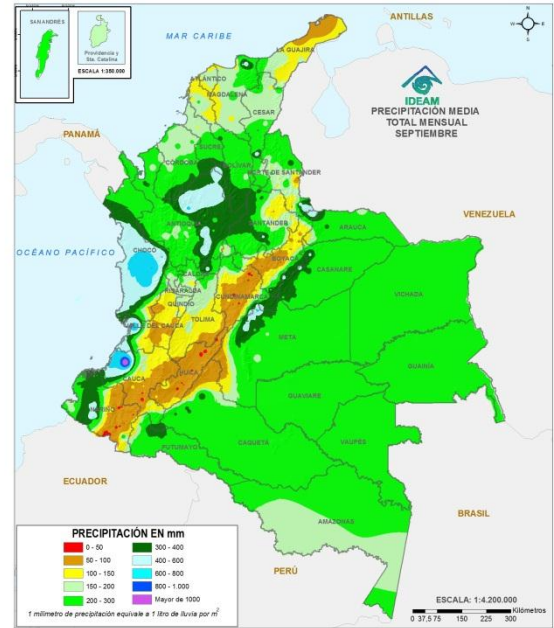 SAN ANDRÉS
Providencia y
Sta. Catalina
ESCALA 1:350.000
ANTILLAS
MAR CARIBE
LA GUAJIRA
ATLÁNTICO
MAGDALENA
CESAR
IDEAM
PRECIPITACIÓN MEDIA
TOTAL MENSUAL
SEPTIEMBRE
PANAMÁ
SUCRE
CÓRDOBA
BOLÍVAR
NORTE DE SANTANDER
VENEZUELA
SANTANDER
ARAUCA
OCÉANO PACÍFICO
CHOCO
BOYACÁ
CASANARE
CUNDINAMARCA
VICHADA
RISARALDA
QUINDÍO
TOLIMA
VALLE DEL CAUCA
META
GUAINÍA
CAUCA
HUILA
GUAVIARE
NARIÑO
CAQUETÁ
VAUPÉS
PUTUMAYO
ECUADOR
AMAZONAS
BRASIL
PERÚ
PRECIPITACIÓN EN mm
0 - 50 300 - 400
50 - 100 400 - 600
100 - 150 600 - 800
150 - 200 800 - 1.000
200 - 300 Mayor de 1000
1 milímetro de precipitación equivale a 1 litro de lluvia por m2
ESCALA: 1:4.200.000
Kilómetros
0 37,5 75 150 225 300